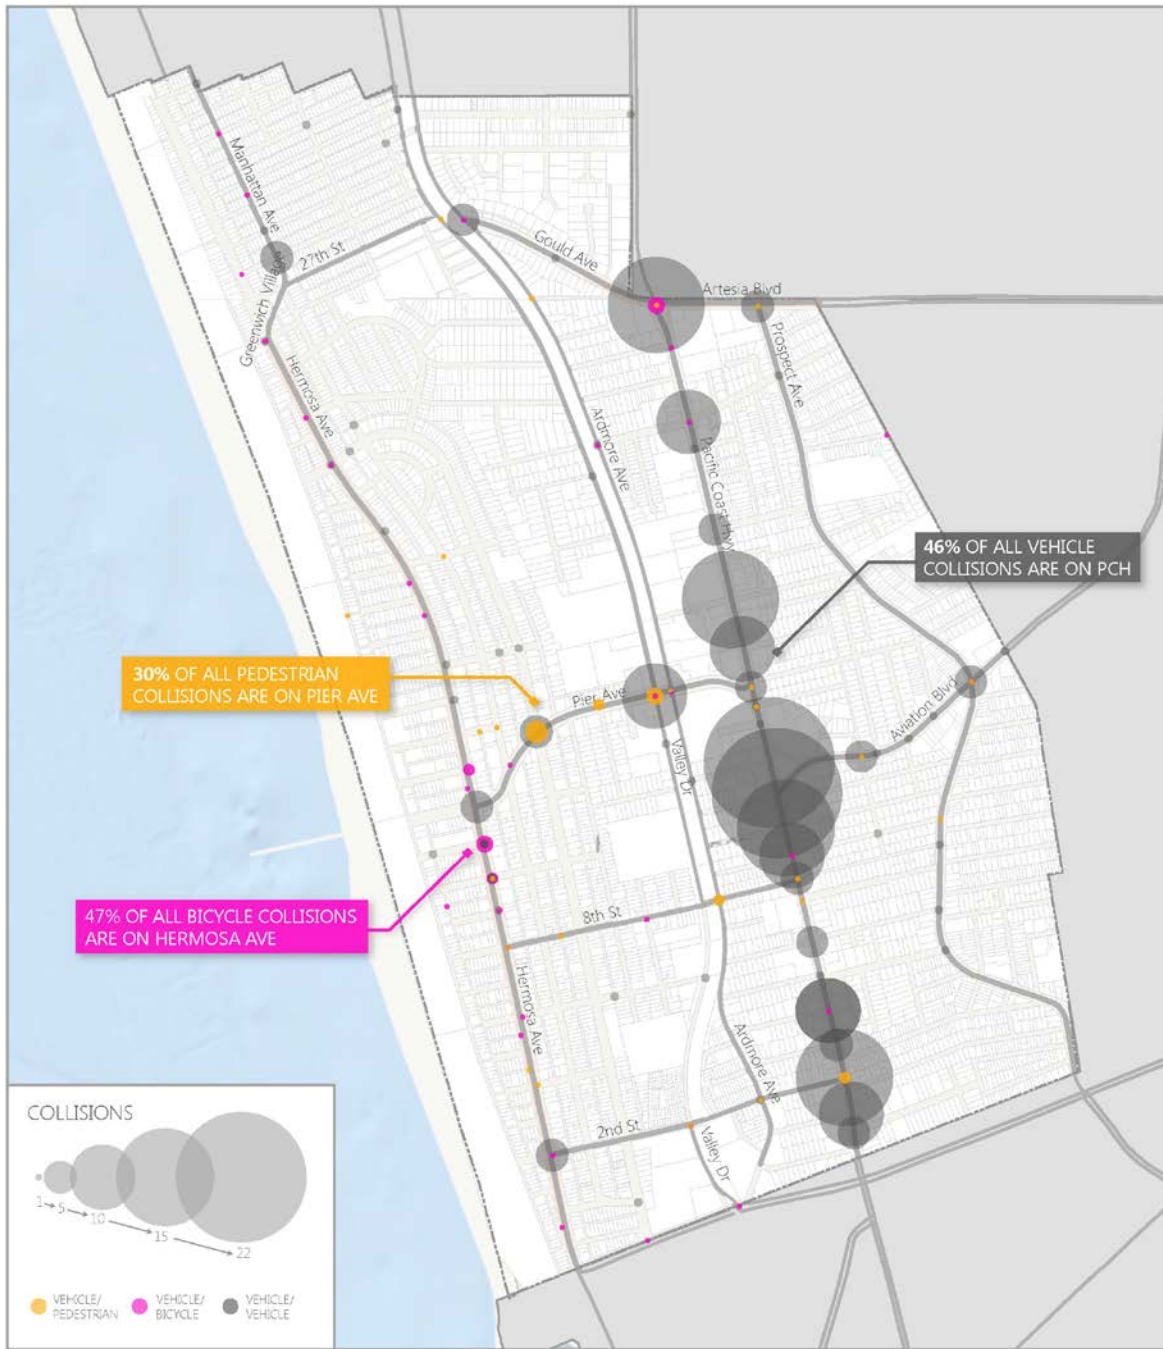 Manhattan Ave
27th St
Gould Ave
Artesia Blvd
Greenwich Village
Prospect Ave
Hermosa Ave
Ardmore Ave
Pacific Coast Hwy
46% OF ALL VEHICLE
COLLISIONS ARE ON PCH
30% OF ALL PEDESTRIAN
COLLISIONS ARE ON PIER AVE
Pier Ave
Aviation Blvd
Valley Dr
47% OF ALL BICYCLE COLLISIONS
ARE ON HERMOSA AVE
8th St
Hermosa Ave
Ardmore Ave
2nd St
Valley Dr
COLLISIONS
1
5
10
15
22
VEHICLE/
PEDESTRIAN
VEHICLE/
BICYCLE
VEHICLE/
VEHICLE